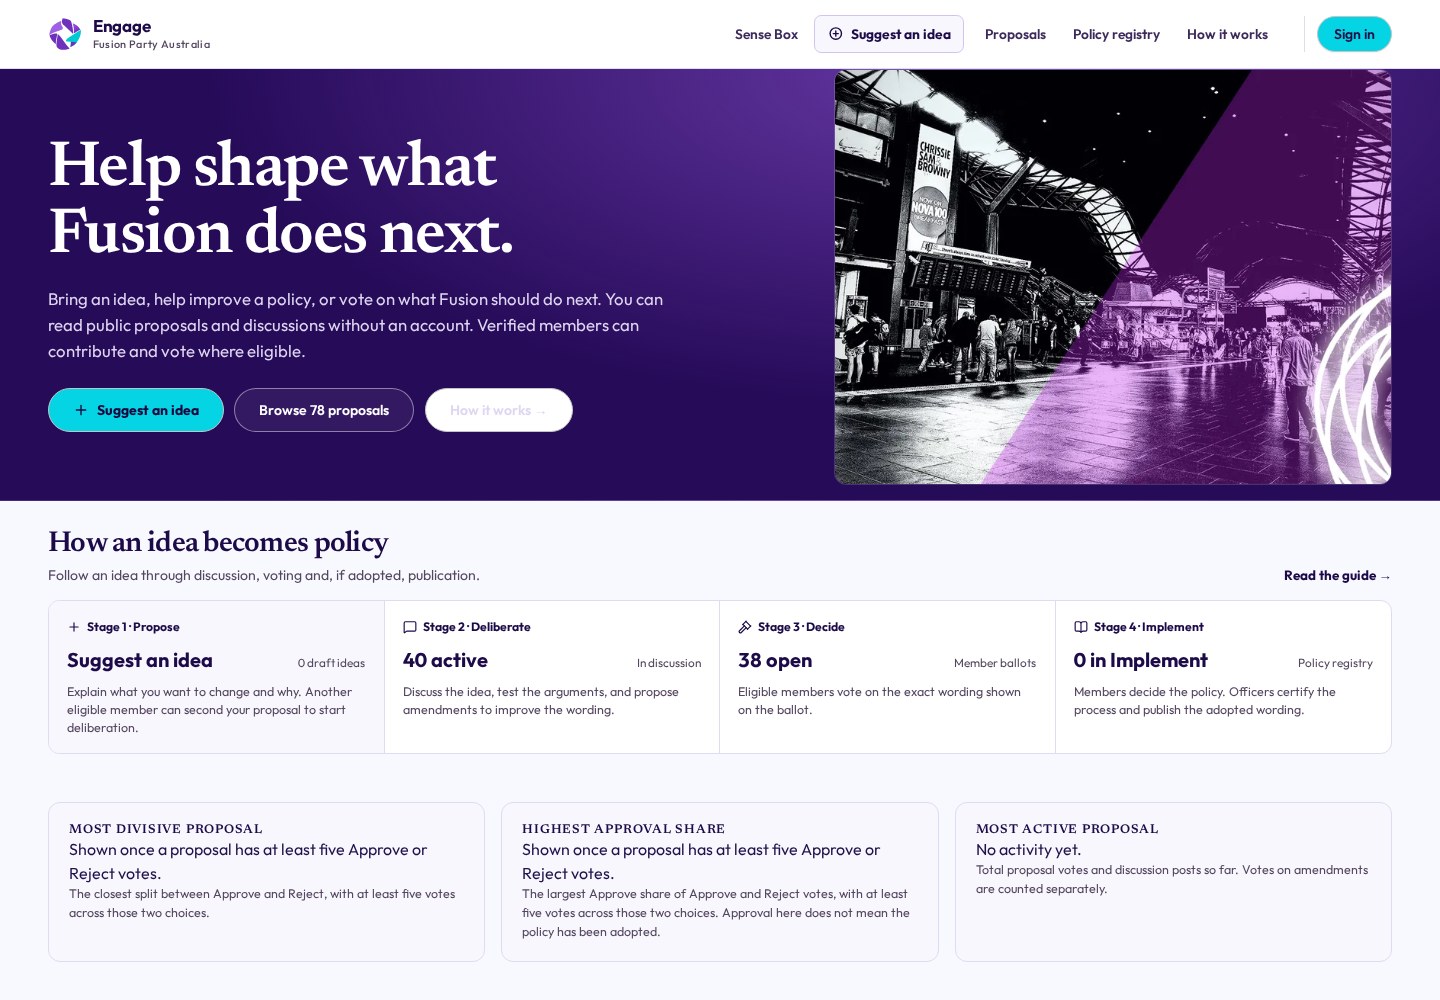 Engage
Fusion Party Australia
Sense Box
Suggest an idea
Proposals
Policy registry
How it works
Sign in
Help shape what
Fusion does next.
Bring an idea, help improve a policy, or vote on what Fusion should do next. You can
read public proposals and discussions without an account. Verified members can
contribute and vote where eligible.
Suggest an idea
Browse 78 proposals
How it works →
CHRISSIE
SAM &
BROWNY
NOVA100
How an idea becomes policy
Follow an idea through discussion, voting and, if adopted, publication.
Read the guide →
Stage 1 · Propose
Suggest an idea
0 draft ideas
Explain what you want to change and why. Another
eligible member can second your proposal to start
deliberation.
Stage 2 · Deliberate
40 active
In discussion
Discuss the idea, test the arguments, and propose
amendments to improve the wording.
Stage 3 · Decide
38 open
Member ballots
Eligible members vote on the exact wording shown
on the ballot.
Stage 4 · Implement
0 in Implement
Policy registry
Members decide the policy. Officers certify the
process and publish the adopted wording.
MOST DIVISIVE PROPOSAL
Shown once a proposal has at least five Approve or
Reject votes.
The closest split between Approve and Reject, with at least five votes
across those two choices.
HIGHEST APPROVAL SHARE
Shown once a proposal has at least five Approve or
Reject votes.
The largest Approve share of Approve and Reject votes, with at least
five votes across those two choices. Approval here does not mean the
policy has been adopted.
MOST ACTIVE PROPOSAL
No activity yet.
Total proposal votes and discussion posts so far. Votes on amendments
are counted separately.